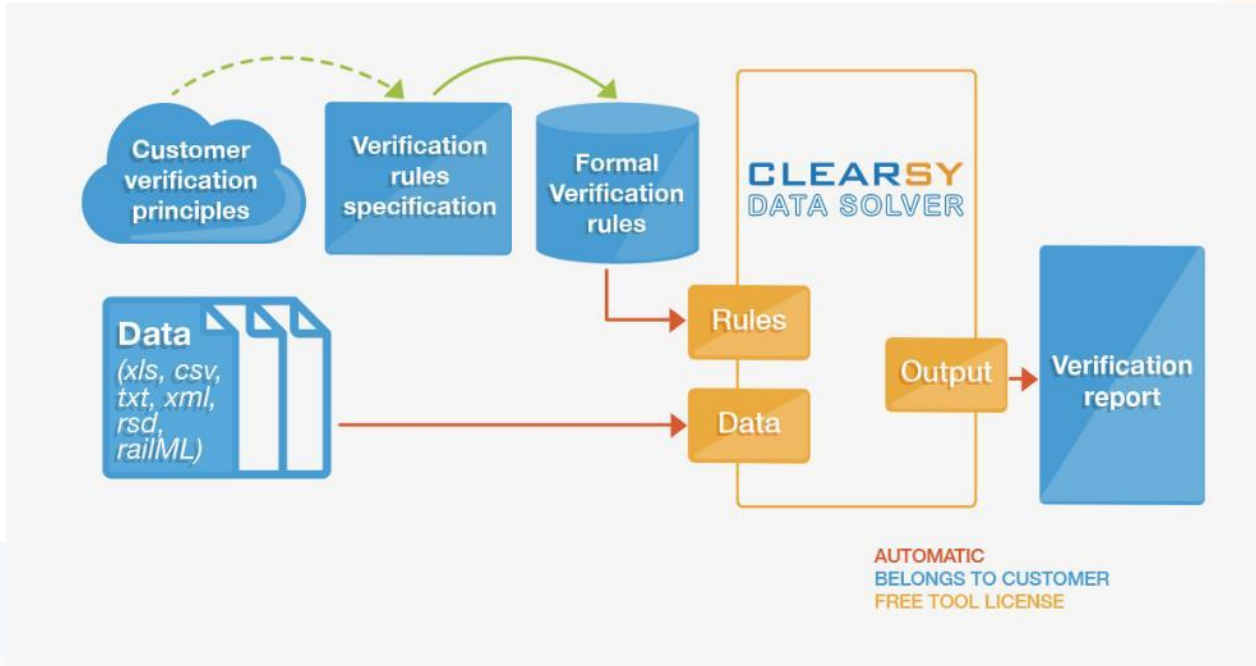 Customer
verification
principles
Verification
rules
specification
Formal
Verification
rules
CLEARSY
DATA SOLVER
Data
(xls, csv,
txt, xml,
rsd,
railML)
Rules
Data
Output
Verification
report
AUTOMATIC
BELONGS TO CUSTOMER
FREE TOOL LICENSE